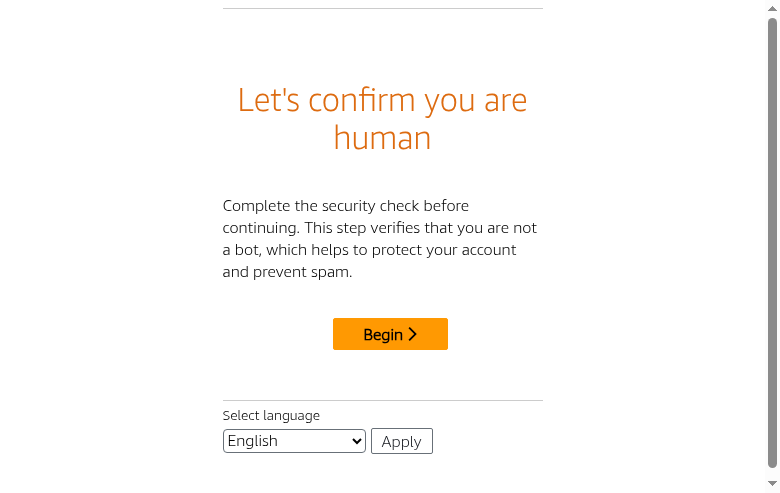 Let's confirm you are
human
Complete the security check before
continuing. This step verifies that you are not
a bot, which helps to protect your account
and prevent spam.
Begin
Select language
English
Apply